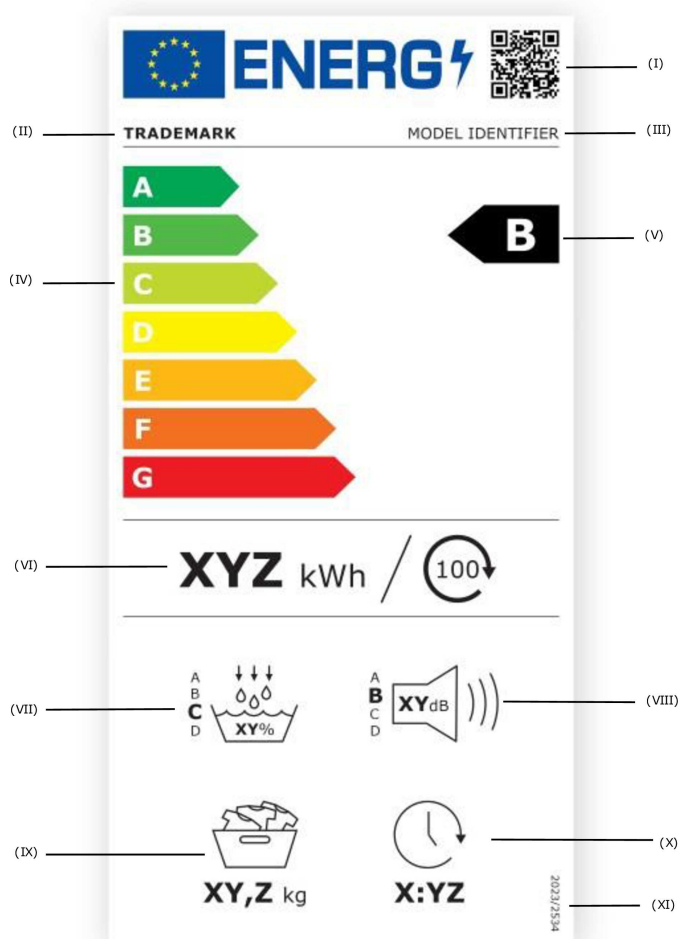 ENERG
(I)
(II)
TRADEMARK
MODEL IDENTIFIER
(III)
A
B
B
(V)
(IV)
C
D
E
F
G
(VI)
XYZ kWh / 100
A
B
C
D
XY%
(VII)
A
B
C
D
XYdB
(VIII)
(IX)
XY,Z kg
X:YZ
(X)
2023/2534
(XI)